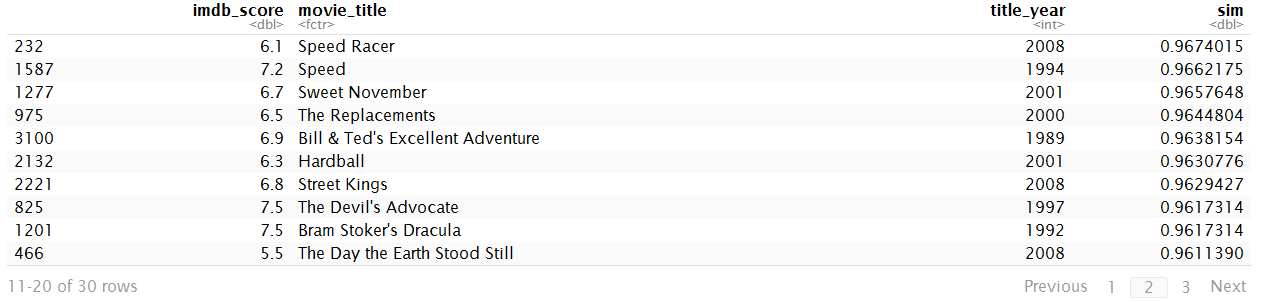 imdb_score movie_title title_year sim
<dbl> <fctr> <int> <dbl>
232 6.1 Speed Racer 2008 0.9674015
1587 7.2 Speed 1994 0.9662175
1277 6.7 Sweet November 2001 0.9657648
975 6.5 The Replacements 2000 0.9644804
3100 6.9 Bill & Ted's Excellent Adventure 1989 0.9638154
2132 6.3 Hardball 2001 0.9630776
2221 6.8 Street Kings 2008 0.9629427
825 7.5 The Devil's Advocate 1997 0.9617314
1201 7.5 Bram Stoker's Dracula 1992 0.9617314
466 5.5 The Day the Earth Stood Still 2008 0.9611390
11-20 of 30 rows Previous 1 2 3 Next